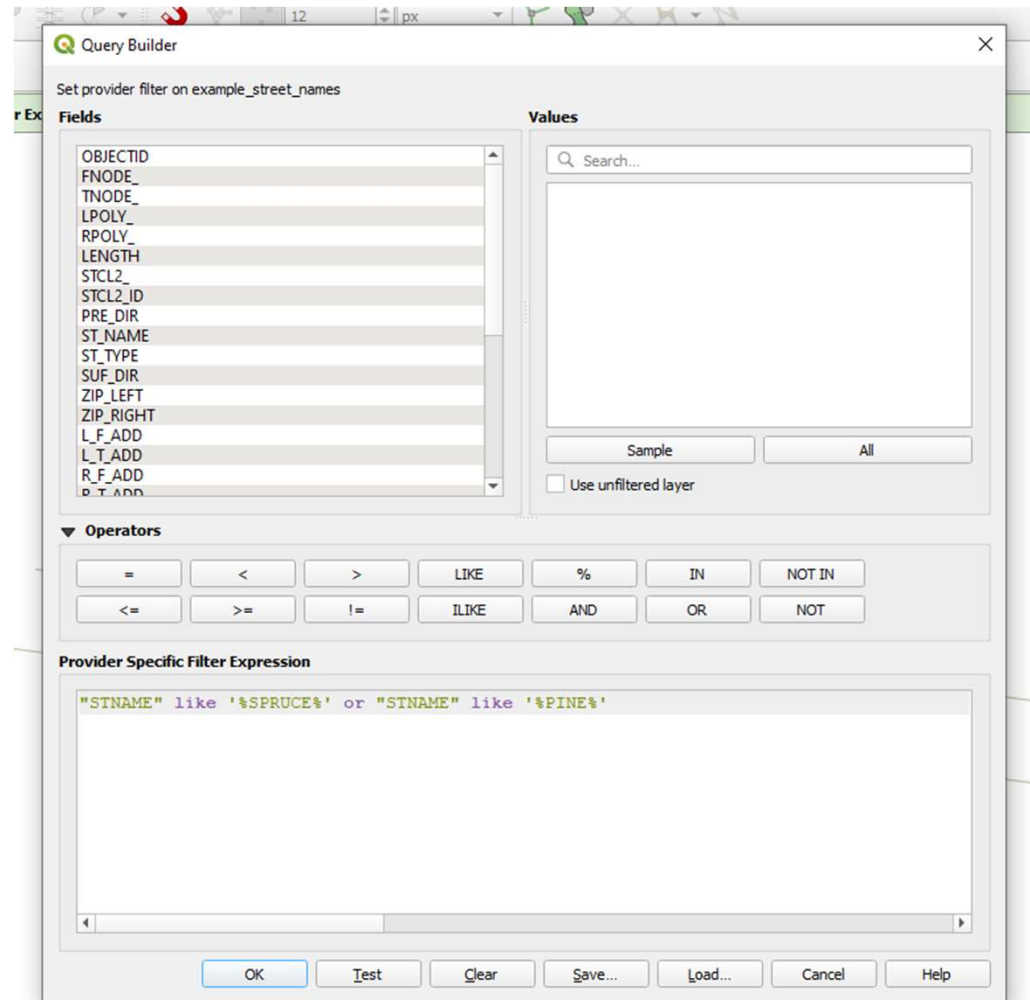 12 px
Query Builder
Set provider filter on example_street_names
r Ex
Fields
Values
OBJECTID
FNODE_
TNODE_
LPOLY_
RPOLY_
LENGTH
STCL2_
STCL2_ID
PRE_DIR
ST_NAME
ST_TYPE
SUF_DIR
ZIP_LEFT
ZIP_RIGHT
L_F_ADD
L_T_ADD
R_F_ADD
R_T_ADD
Search...
Sample All
Use unfiltered layer
Operators
= < > LIKE % IN NOT IN
<= >= != ILIKE AND OR NOT
Provider Specific Filter Expression
"STNAME" like '%SPRUCE%' or "STNAME" like '%PINE%'
OK Test Clear Save... Load... Cancel Help